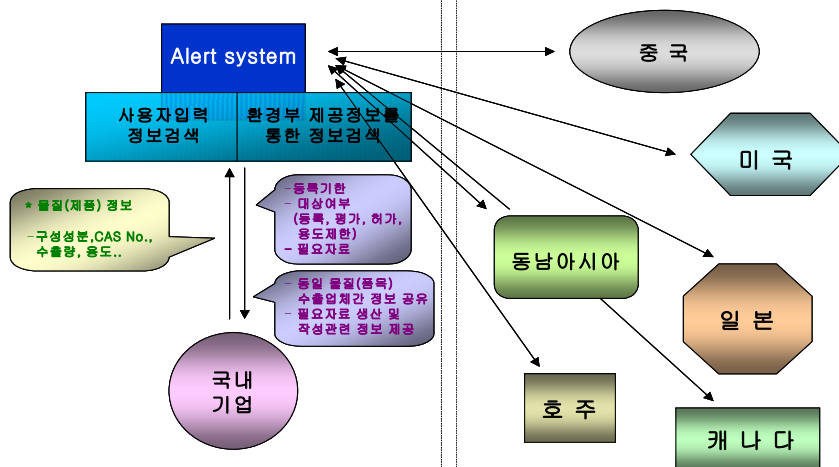 Alert system
사용자입력
정보검색
환경부 제공정보를
통한 정보검색
* 물질(제품) 정보
-구성성분,CAS No.,
수출량, 용도..
-등록기한
- 대상여부
(등록, 평가, 허가,
용도제한)
- 필요자료
- 동일 물질(품목)
수출업체간 정보 공유
- 필요자료 생산 및
작성관련 정보 제공
국내
기업
중 국
미 국
동남아시아
일 본
호 주
캐 나 다